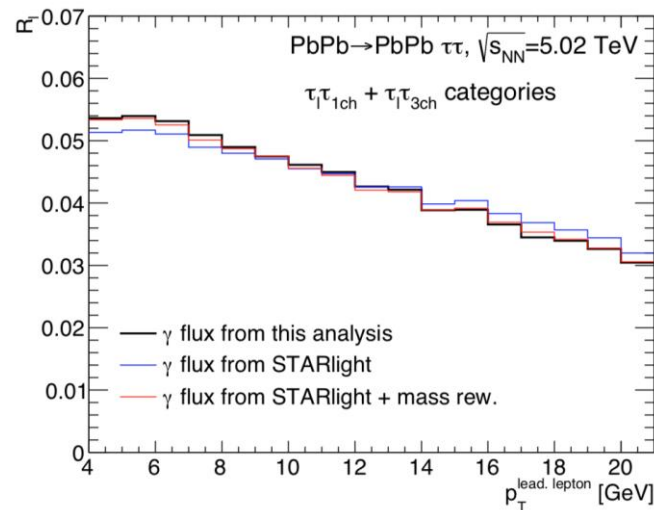 R_i
0.07
0.06
0.05
0.04
0.03
0.02
0.01
0
PbPb→PbPb ττ, √s_NN=5.02 TeV
τ_lτ_1ch + τ_lτ_3ch categories
γ flux from this analysis
γ flux from STARlight
γ flux from STARlight + mass rew.
4 6 8 10 12 14 16 18 20
p_T^lead. lepton [GeV]